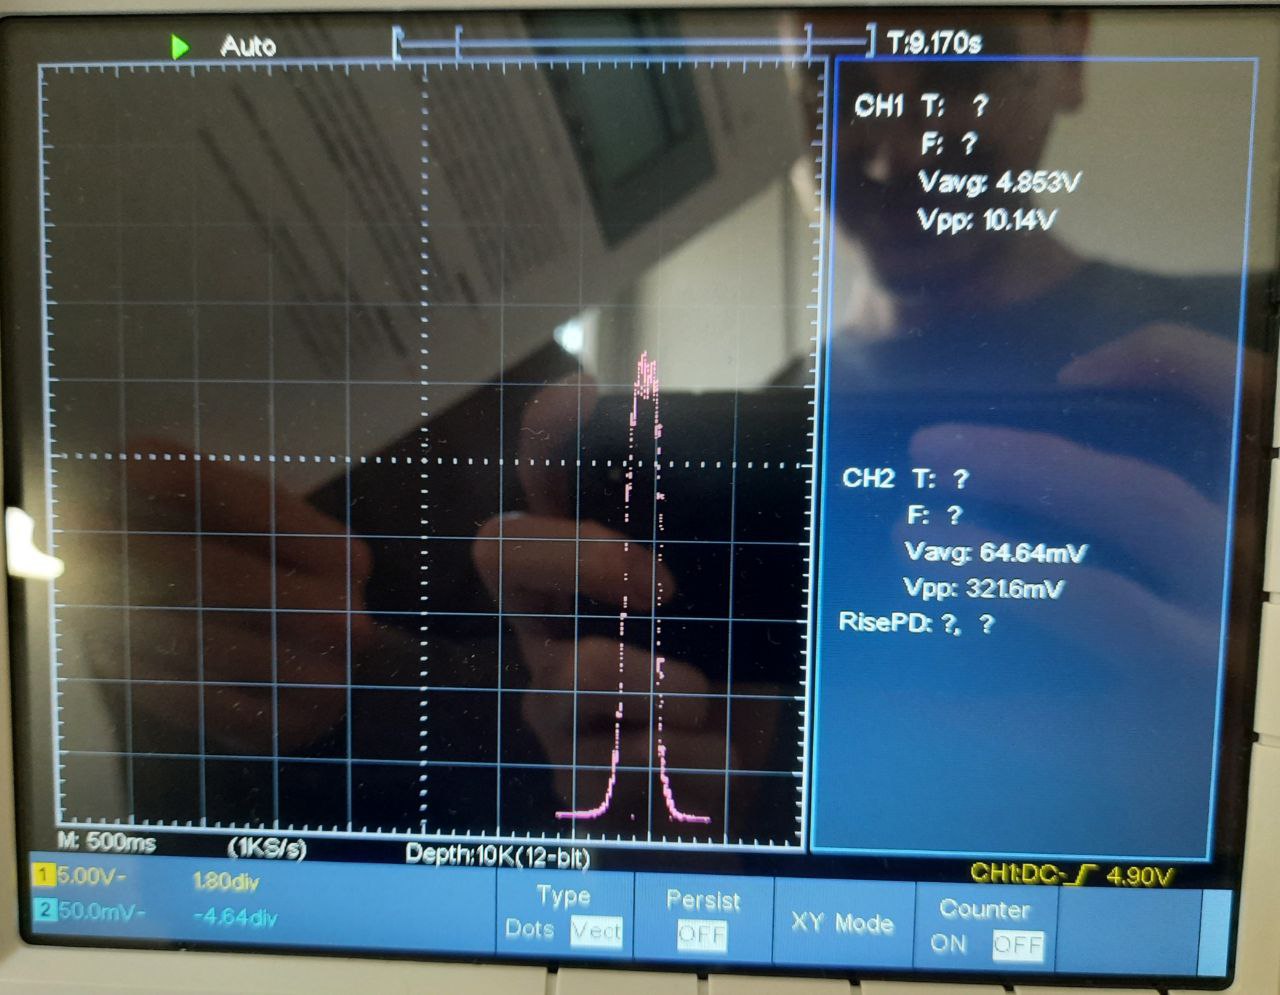 Auto T:9.170s
CH1 T: ?
F: ?
Vavg: 4.853V
Vpp: 10.14V
CH2 T: ?
F: ?
Vavg: 64.64mV
Vpp: 321.6mV
RisePD: ?, ?
M: 500ms (1KS/s) Depth:10K(12-bit)
CH1:DC- 4.90V
1 5.00V- 1.80div
2 50.0mV- -4.64div
Type
Dots Vect
Persist
OFF
XY Mode
Counter
ON OFF